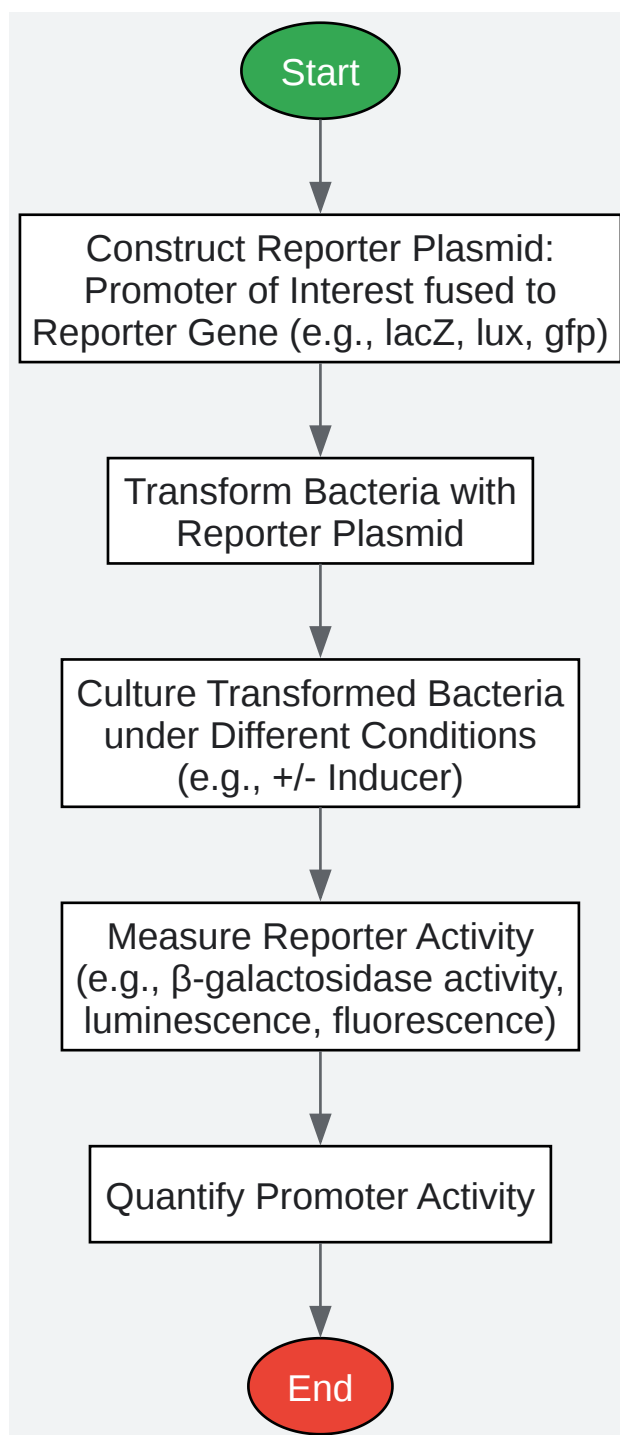 Start
Construct Reporter Plasmid:
Promoter of Interest fused to
Reporter Gene (e.g., lacZ, lux, gfp)
Transform Bacteria with
Reporter Plasmid
Culture Transformed Bacteria
under Different Conditions
(e.g., +/- Inducer)
Measure Reporter Activity
(e.g., β-galactosidase activity,
luminescence, fluorescence)
Quantify Promoter Activity
End